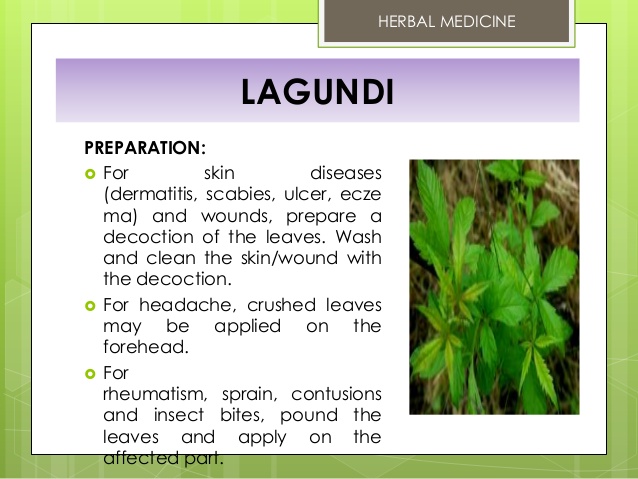 HERBAL MEDICINE
LAGUNDI
PREPARATION:
For skin diseases
(dermatitis, scabies, ulcer, ecze
ma) and wounds, prepare a
decoction of the leaves. Wash
and clean the skin/wound with
the decoction.
For headache, crushed leaves
may be applied on the
forehead.
For
rheumatism, sprain, contusions
and insect bites, pound the
leaves and apply on the
affected part.